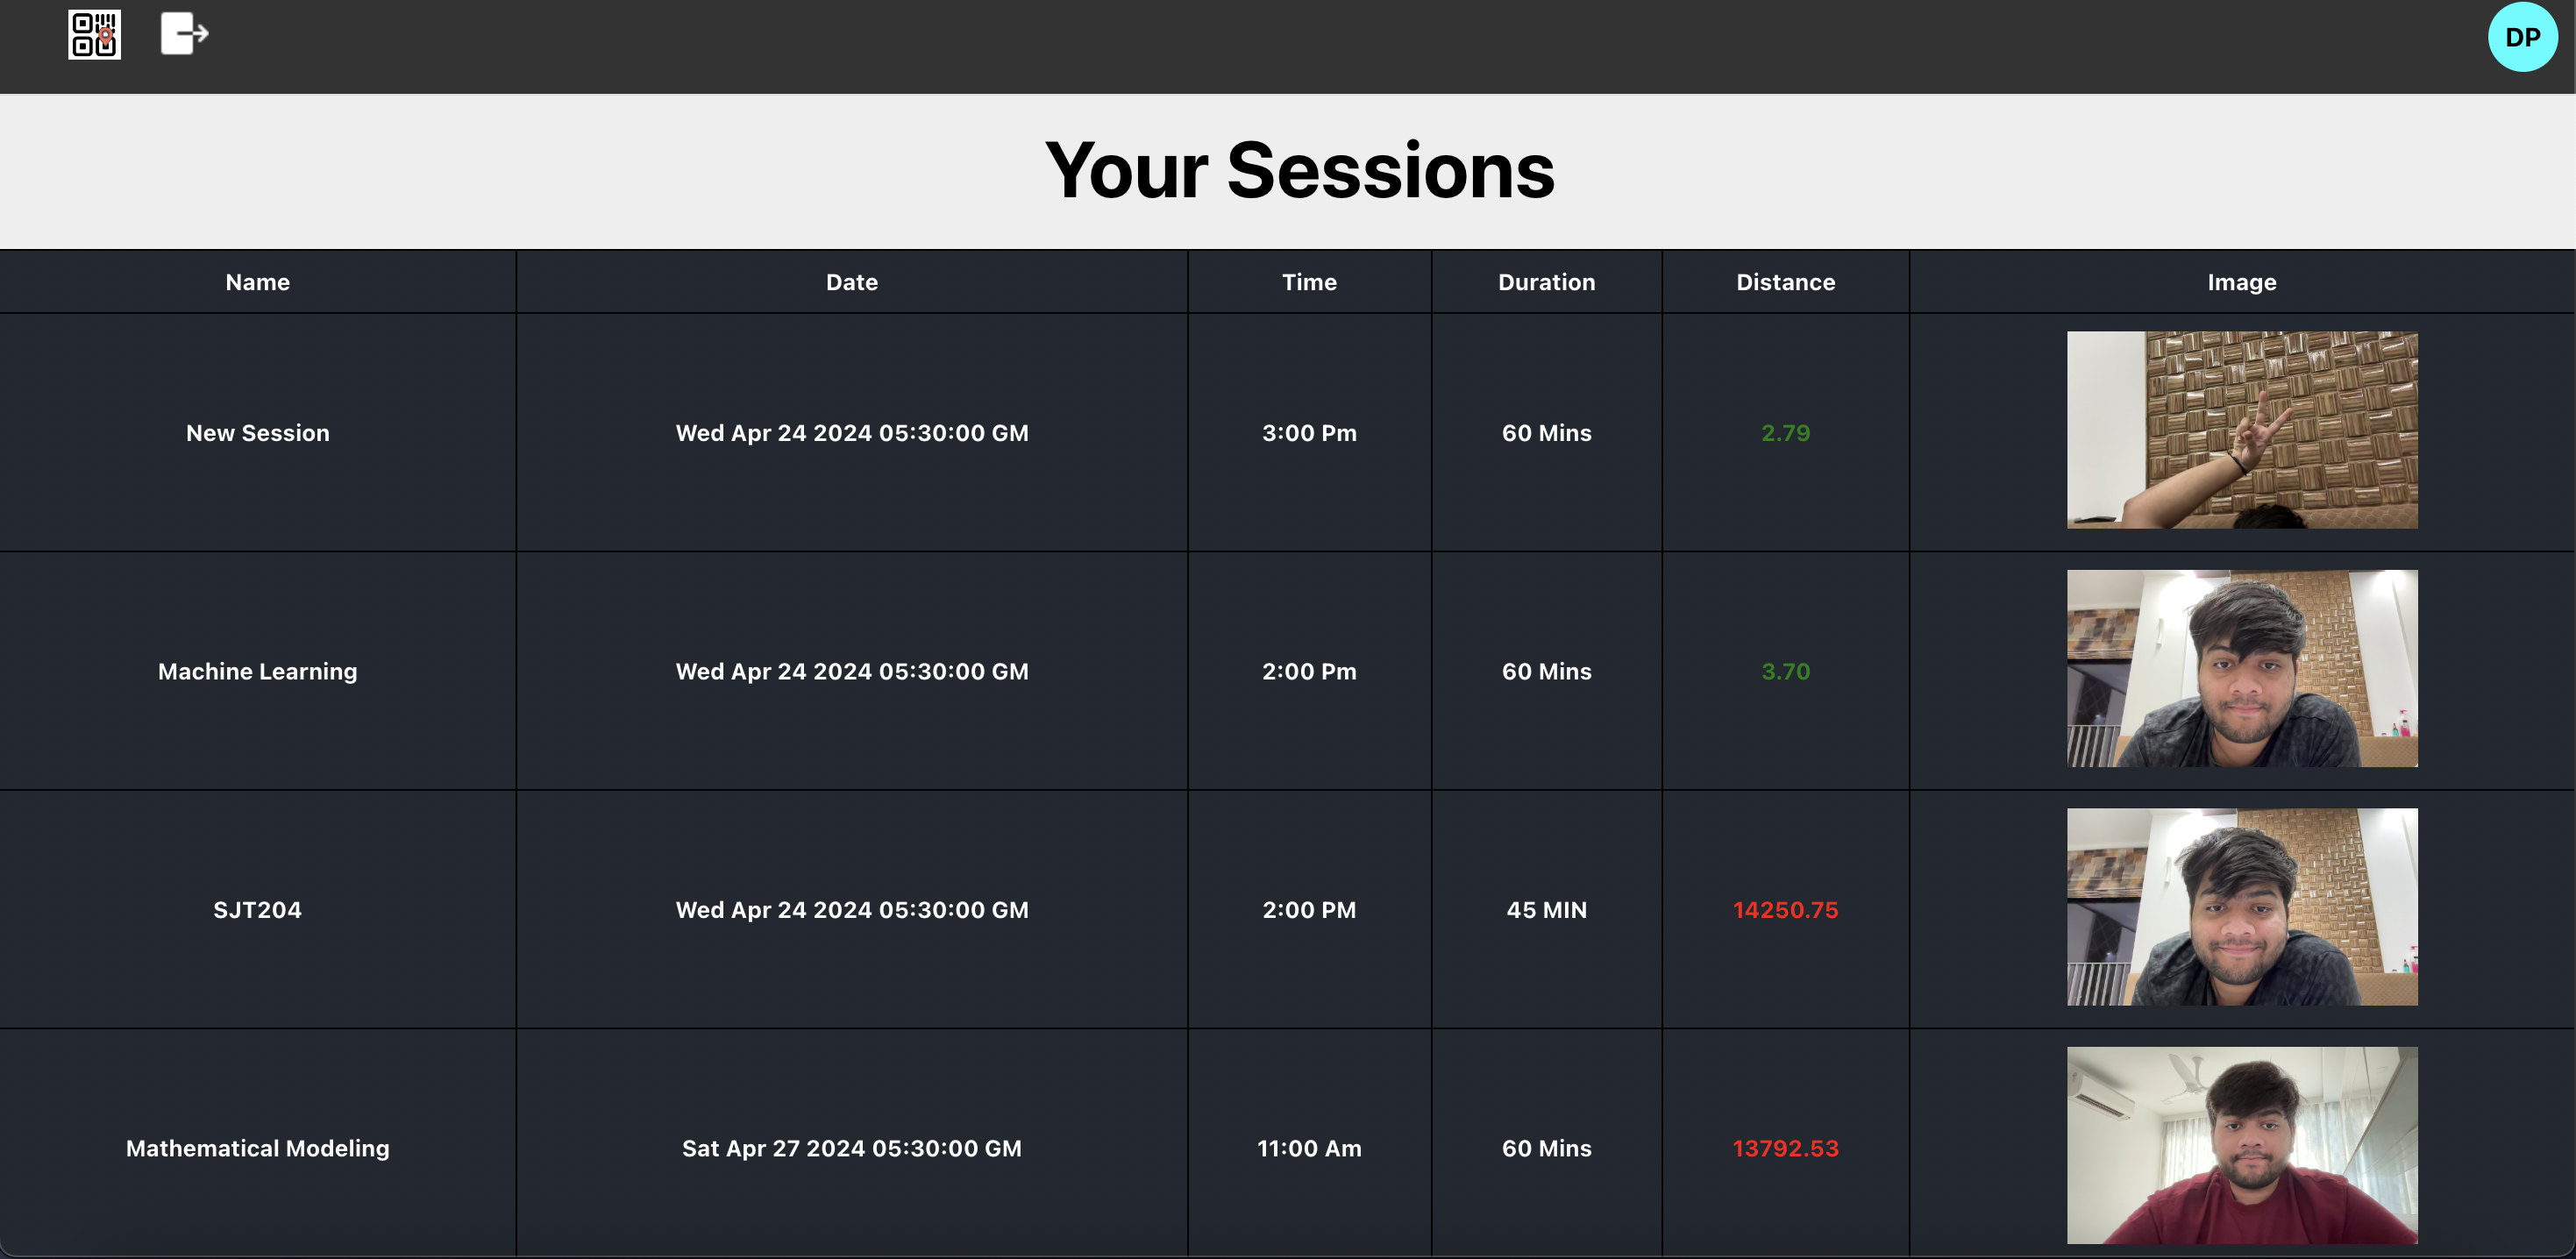 DP
Your Sessions
Name Date Time Duration Distance Image
New Session Wed Apr 24 2024 05:30:00 GM 3:00 Pm 60 Mins 2.79
Machine Learning Wed Apr 24 2024 05:30:00 GM 2:00 Pm 60 Mins 3.70
SJT204 Wed Apr 24 2024 05:30:00 GM 2:00 PM 45 MIN 14250.75
Mathematical Modeling Sat Apr 27 2024 05:30:00 GM 11:00 Am 60 Mins 13792.53